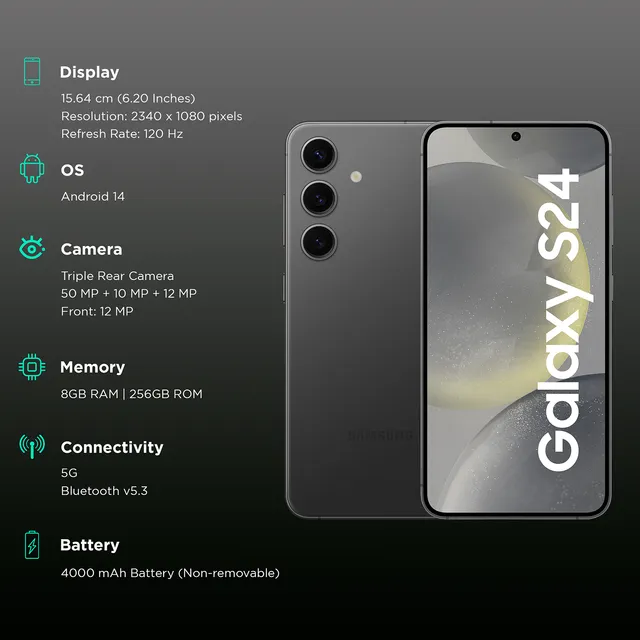 Display
15.64 cm (6.20 Inches)
Resolution: 2340 x 1080 pixels
Refresh Rate: 120 Hz
OS
Android 14
Camera
Triple Rear Camera
50 MP + 10 MP + 12 MP
Front: 12 MP
Memory
8GB RAM | 256GB ROM
Connectivity
5G
Bluetooth v5.3
Battery
4000 mAh Battery (Non-removable)
SAMSUNG
Galaxy S24